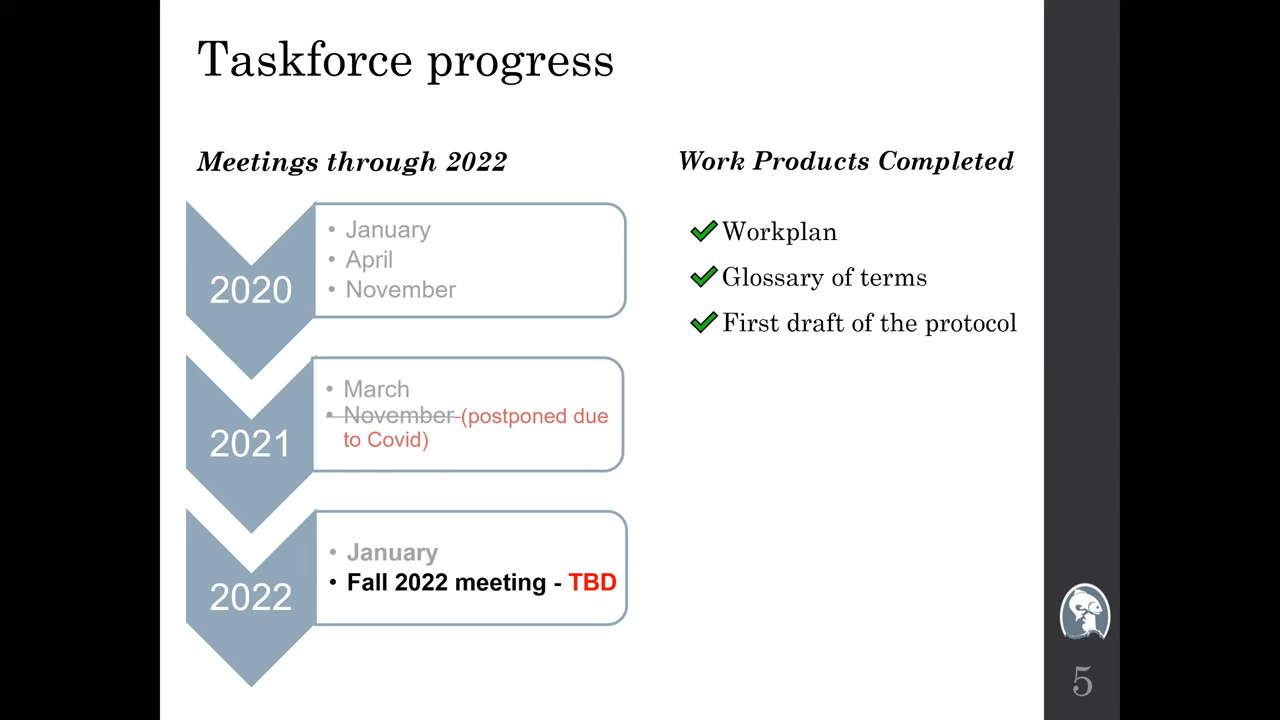 Taskforce progress
Meetings through 2022
2020
• January
• April
• November
2021
• March
• November (postponed due
to Covid)
2022
• January
• Fall 2022 meeting - TBD
Work Products Completed
Workplan
Glossary of terms
First draft of the protocol
5